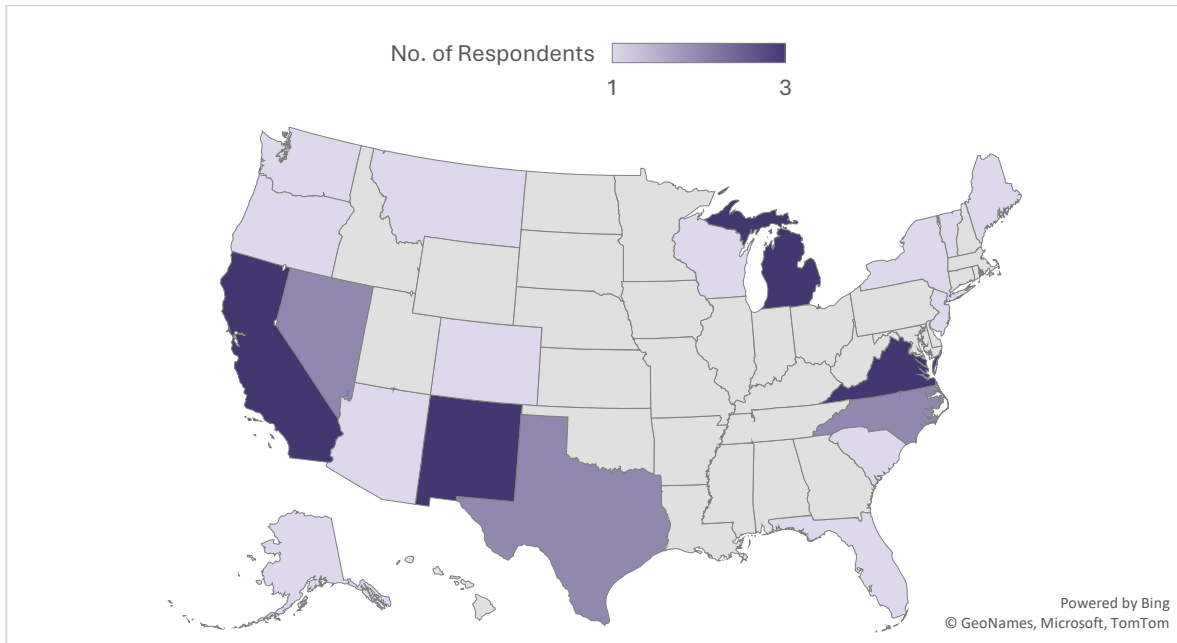 No. of Respondents
1 3
Powered by Bing
© GeoNames, Microsoft, TomTom